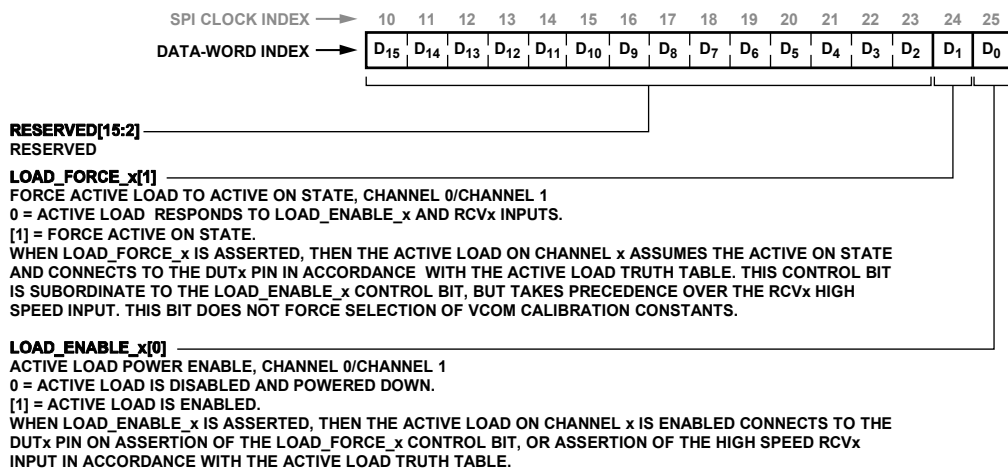 SPI CLOCK INDEX 10 11 12 13 14 15 16 17 18 19 20 21 22 23 24 25
DATA-WORD INDEX D15 D14 D13 D12 D11 D10 D9 D8 D7 D6 D5 D4 D3 D2 D1 D0
RESERVED[15:2]
RESERVED
LOAD_FORCE_x[1]
FORCE ACTIVE LOAD TO ACTIVE ON STATE, CHANNEL 0/CHANNEL 1
0 = ACTIVE LOAD RESPONDS TO LOAD_ENABLE_x AND RCVx INPUTS.
[1] = FORCE ACTIVE ON STATE.
WHEN LOAD_FORCE_x IS ASSERTED, THEN THE ACTIVE LOAD ON CHANNEL x ASSUMES THE ACTIVE ON STATE
AND CONNECTS TO THE DUTx PIN IN ACCORDANCE WITH THE ACTIVE LOAD TRUTH TABLE. THIS CONTROL BIT
IS SUBORDINATE TO THE LOAD_ENABLE_x CONTROL BIT, BUT TAKES PRECEDENCE OVER THE RCVx HIGH
SPEED INPUT. THIS BIT DOES NOT FORCE SELECTION OF VCOM CALIBRATION CONSTANTS.
LOAD_ENABLE_x[0]
ACTIVE LOAD POWER ENABLE, CHANNEL 0/CHANNEL 1
0 = ACTIVE LOAD IS DISABLED AND POWERED DOWN.
[1] = ACTIVE LOAD IS ENABLED.
WHEN LOAD_ENABLE_x IS ASSERTED, THEN THE ACTIVE LOAD ON CHANNEL x IS ENABLED CONNECTS TO THE
DUTx PIN ON ASSERTION OF THE LOAD_FORCE_x CONTROL BIT, OR ASSERTION OF THE HIGH SPEED RCVx
INPUT IN ACCORDANCE WITH THE ACTIVE LOAD TRUTH TABLE.